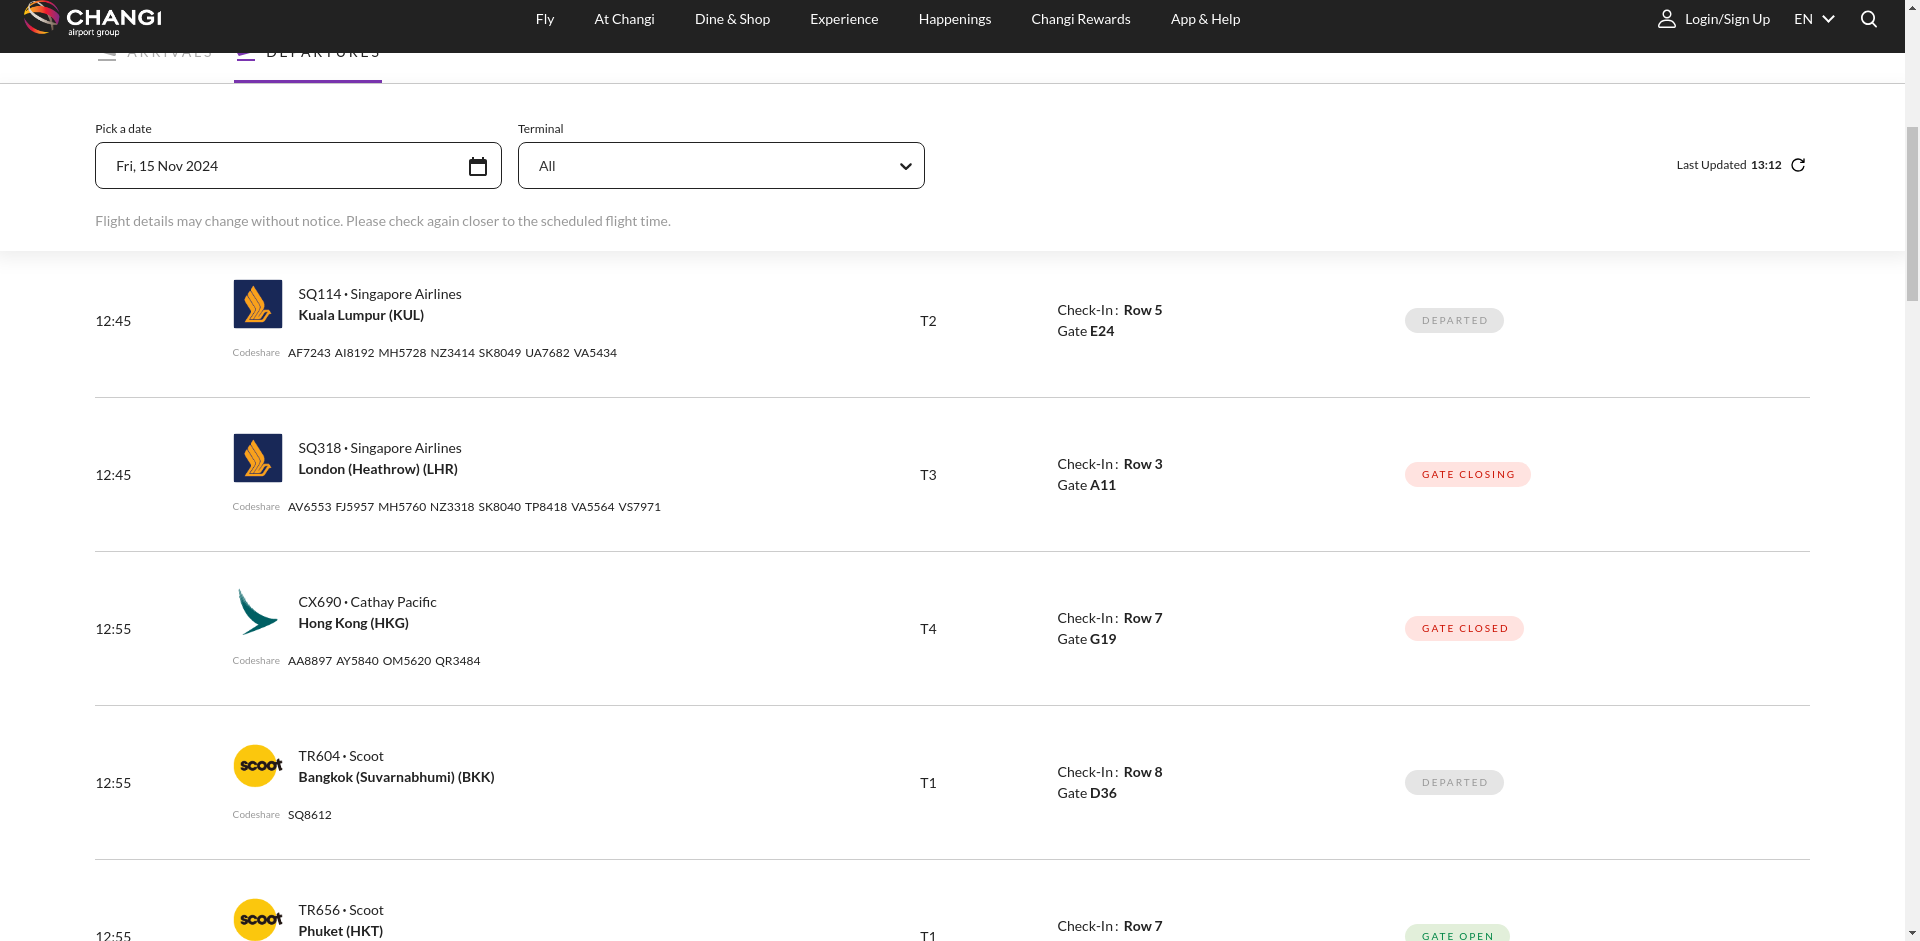 CHANGI
airport group
Fly
At Changi
Dine & Shop
Experience
Happenings
Changi Rewards
App & Help
Login/Sign Up
EN
ARRIVALS
DEPARTURES
Pick a date
Fri, 15 Nov 2024
Terminal
All
Last Updated 13:12
Flight details may change without notice. Please check again closer to the scheduled flight time.
12:45
SQ114 • Singapore Airlines
Kuala Lumpur (KUL)
Codeshare AF7243 AI8192 MH5728 NZ3414 SK8049 UA7682 VA5434
T2
Check-In : Row 5
Gate E24
DEPARTED
12:45
SQ318 • Singapore Airlines
London (Heathrow) (LHR)
Codeshare AV6553 FJ5957 MH5760 NZ3318 SK8040 TP8418 VA5564 VS7971
T3
Check-In : Row 3
Gate A11
GATE CLOSING
12:55
CX690 • Cathay Pacific
Hong Kong (HKG)
Codeshare AA8897 AY5840 OM5620 QR3484
T4
Check-In : Row 7
Gate G19
GATE CLOSED
12:55
scoot
TR604 • Scoot
Bangkok (Suvarnabhumi) (BKK)
Codeshare SQ8612
T1
Check-In : Row 8
Gate D36
DEPARTED
12:55
scoot
TR656 • Scoot
Phuket (HKT)
T1
Check-In : Row 7
GATE OPEN